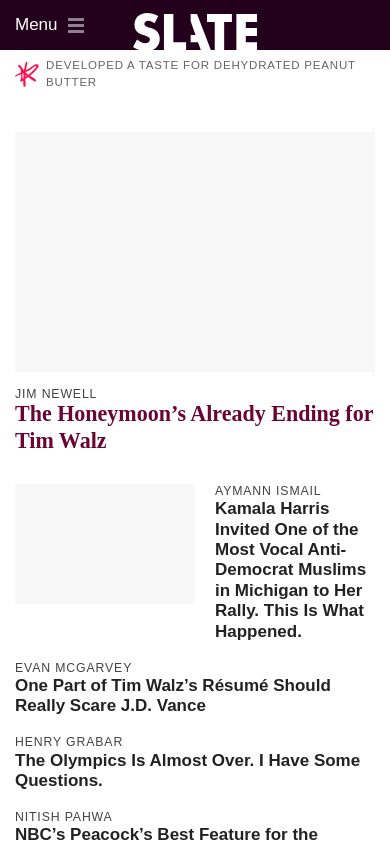 Menu
SLATE
DEVELOPED A TASTE FOR DEHYDRATED PEANUT
BUTTER
JIM NEWELL
The Honeymoon’s Already Ending for
Tim Walz
AYMANN ISMAIL
Kamala Harris
Invited One of the
Most Vocal Anti-
Democrat Muslims
in Michigan to Her
Rally. This Is What
Happened.
EVAN MCGARVEY
One Part of Tim Walz’s Résumé Should
Really Scare J.D. Vance
HENRY GRABAR
The Olympics Is Almost Over. I Have Some
Questions.
NITISH PAHWA
NBC’s Peacock’s Best Feature for the